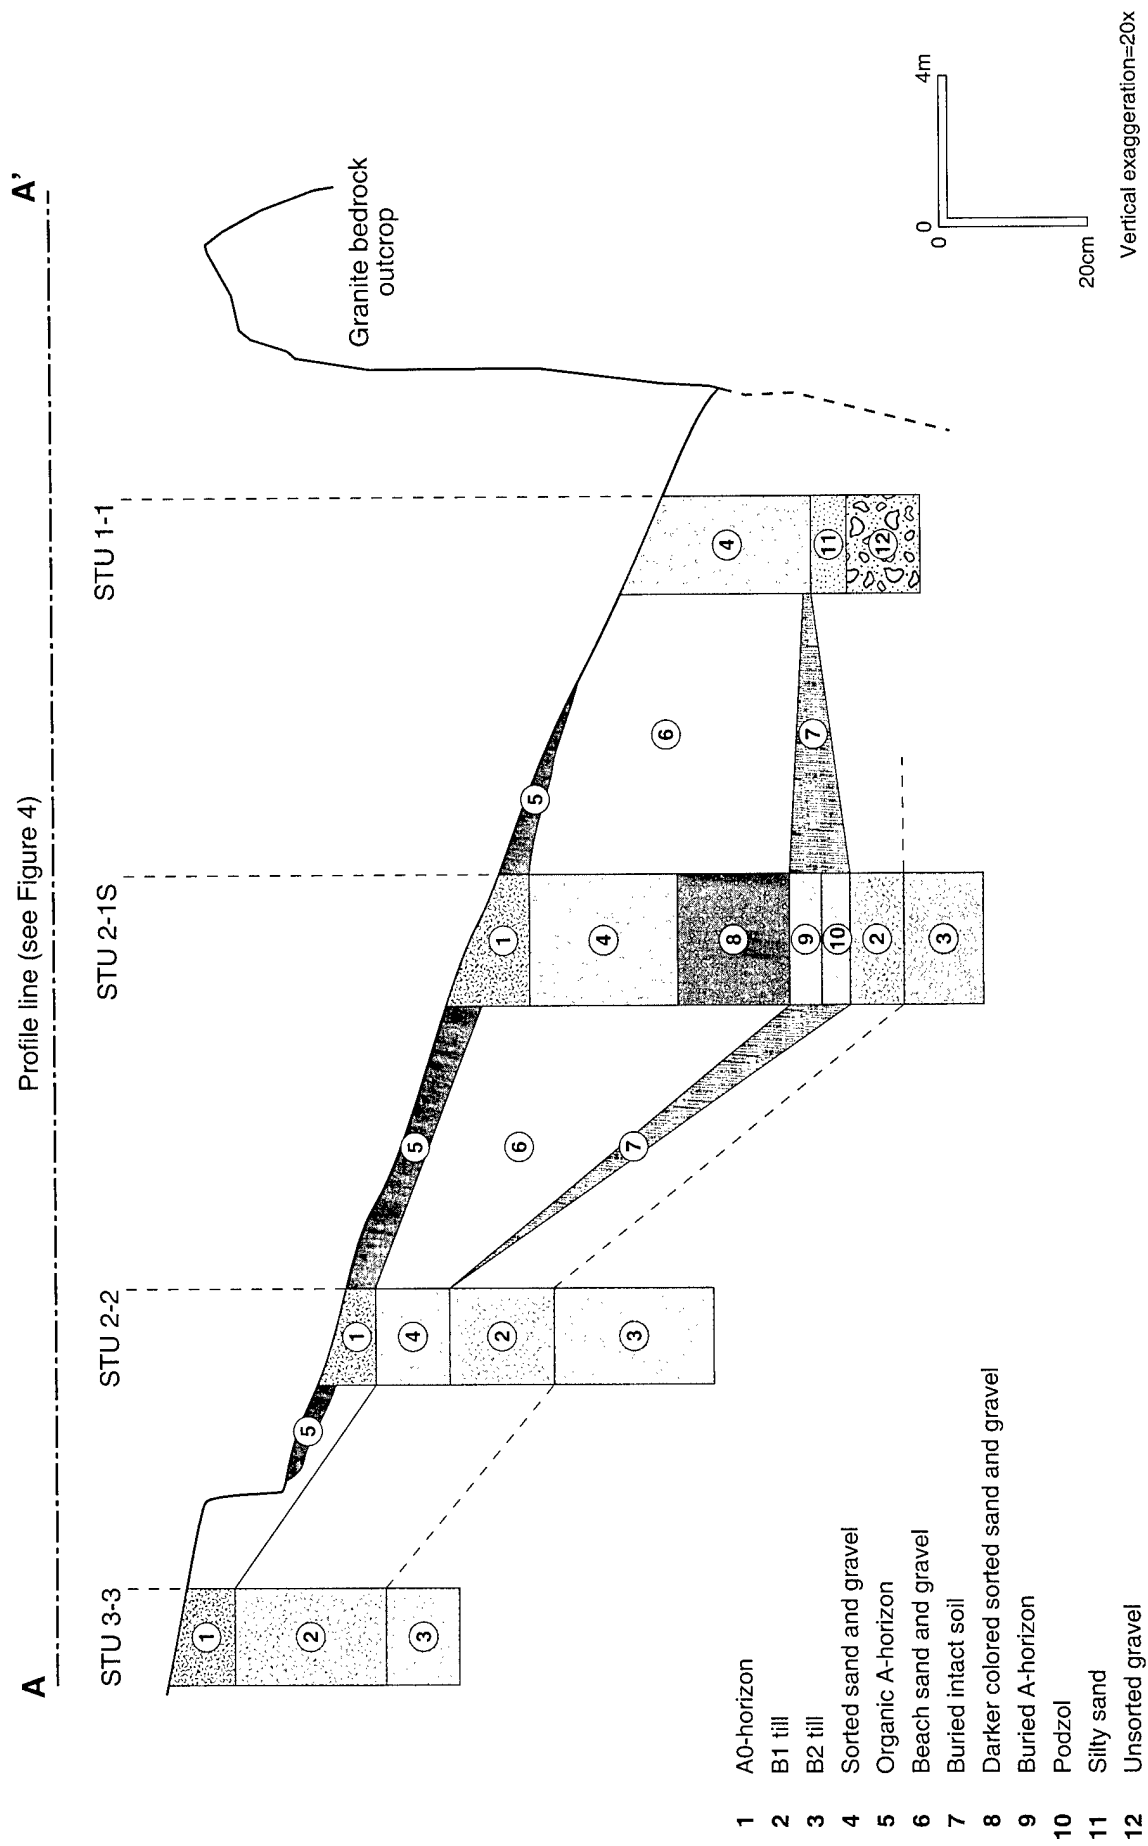 Profile line (see Figure 4)
A
A'
STU 3-3
STU 2-2
STU 2-1S
STU 1-1
1
2
3
5
1
4
2
3
5
6
7
1
4
8
9
10
2
3
5
6
7
4
11
12
Granite bedrock
outcrop
0
4m
0
20cm
Vertical exaggeration=20x
1 A0-horizon
2 B1 till
3 B2 till
4 Sorted sand and gravel
5 Organic A-horizon
6 Beach sand and gravel
7 Buried intact soil
8 Darker colored sorted sand and gravel
9 Buried A-horizon
10 Podzol
11 Silty sand
12 Unsorted gravel